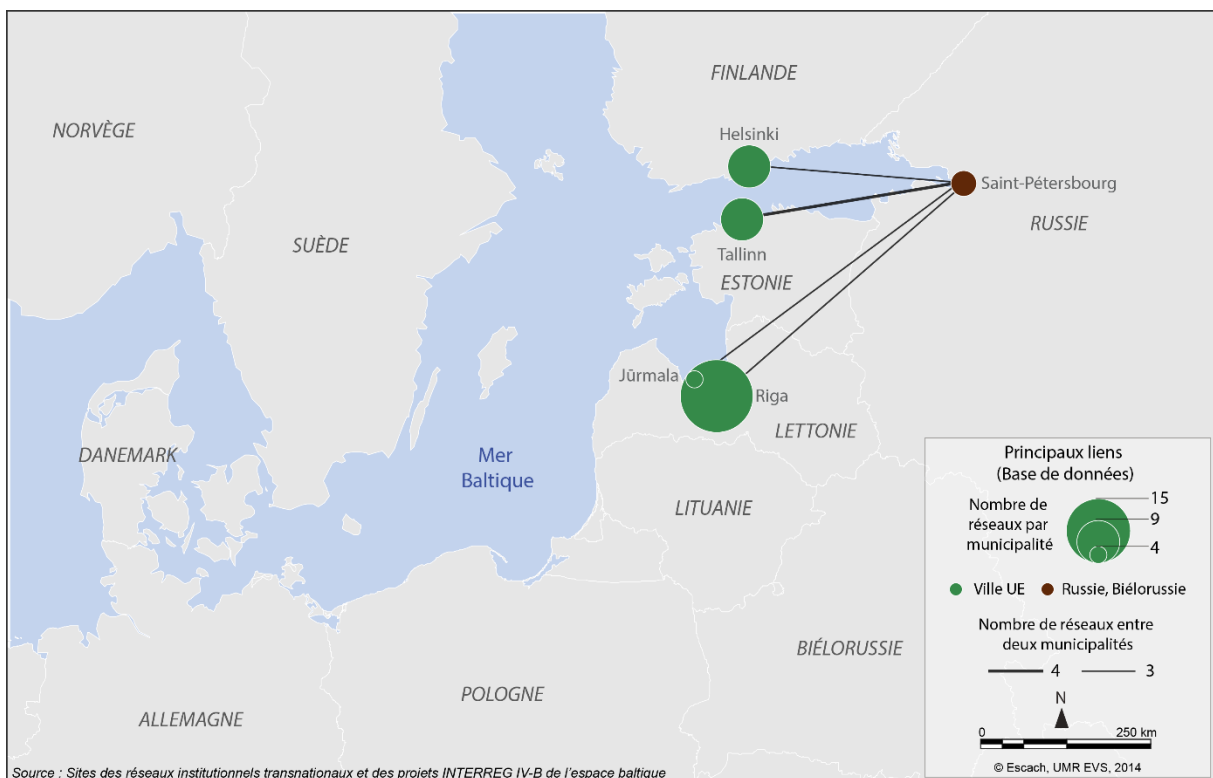 FINLANDE
NORVÈGE
Helsinki
Saint-Pétersbourg
RUSSIE
SUÈDE
Tallinn
ESTONIE
Jūrmala
Riga
LETTONIE
DANEMARK
Mer
Baltique
LITUANIE
BIÉLORUSSIE
POLOGNE
ALLEMAGNE
Principaux liens
(Base de données)
Nombre de
réseaux par
municipalité
15
9
4
Ville UE
Russie, Biélorussie
Nombre de réseaux entre
deux municipalités
4
3
N
0
250 km
© Escach, UMR EVS, 2014
Source : Sites des réseaux institutionnels transnationaux et des projets INTERREG IV-B de l'espace baltique